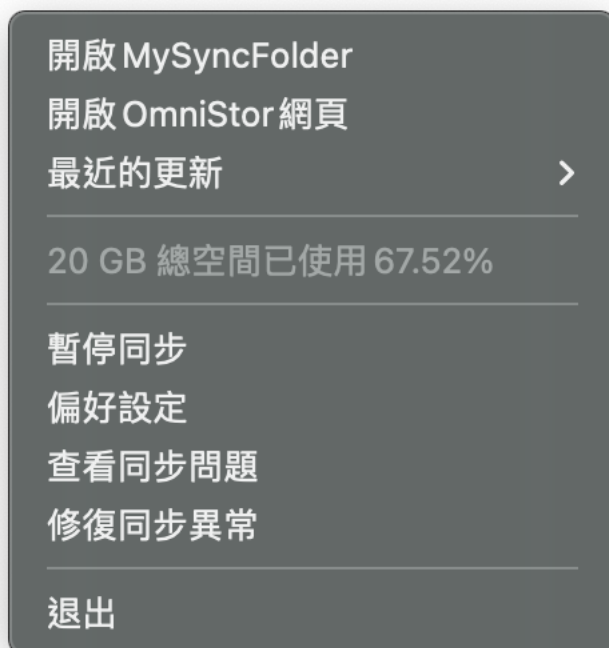 開啟 MySyncFolder
開啟 OmniStor 網頁
最近的更新
20 GB 總空間已使用 67.52%
暫停同步
偏好設定
查看同步問題
修復同步異常
退出